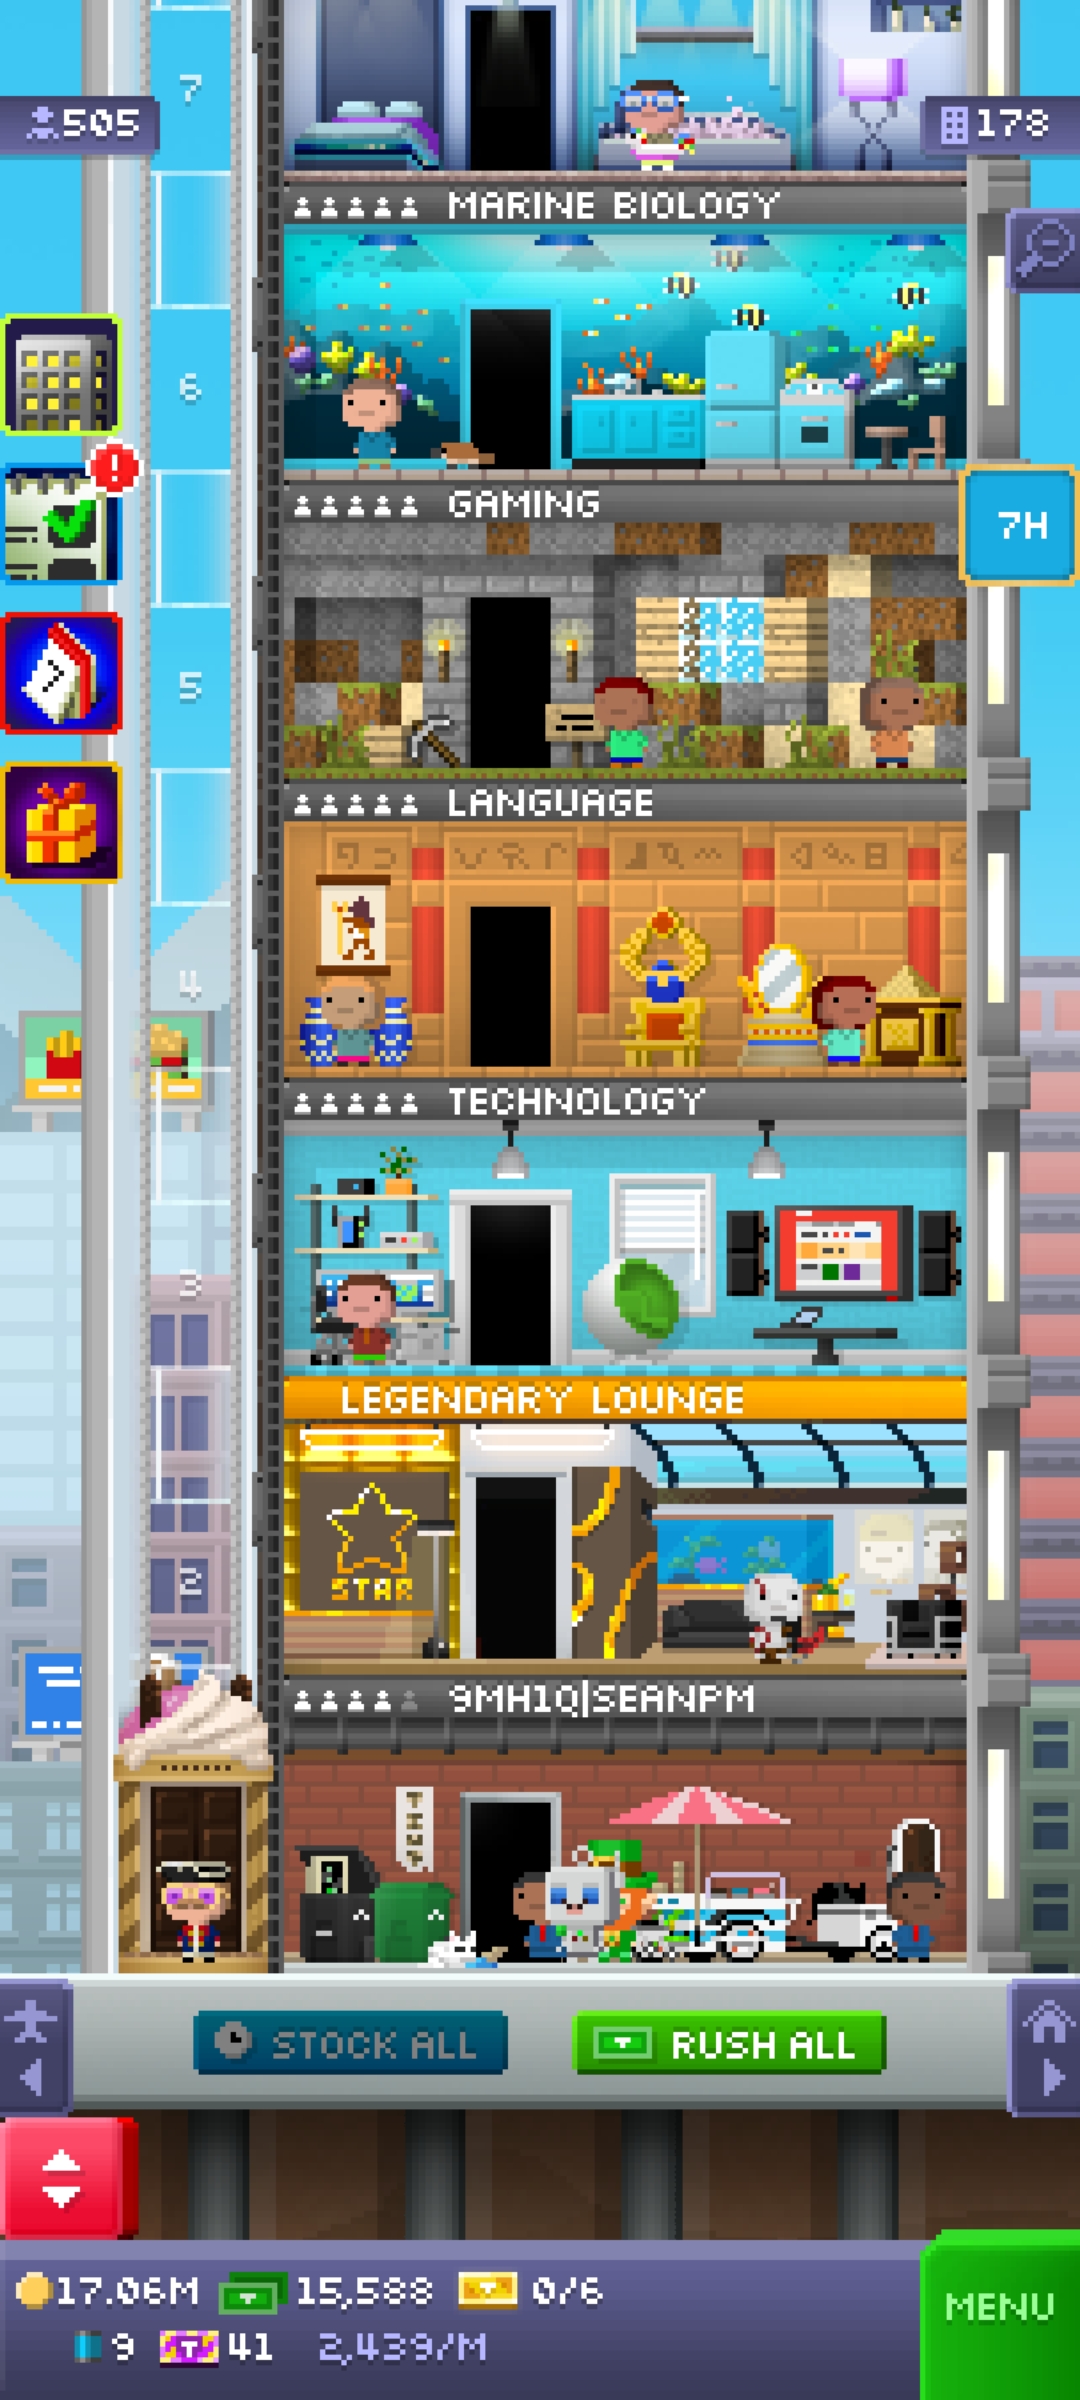 7
505
178
MARINE BIOLOGY
6
GAMING
7H
5
LANGUAGE
4
TECHNOLOGY
3
LEGENDARY LOUNGE
STAR
2
9MH1Q|SEANPM
TINY
STOCK ALL
RUSH ALL
17.06M 15,588 0/6
MENU
9 41 2,439/M